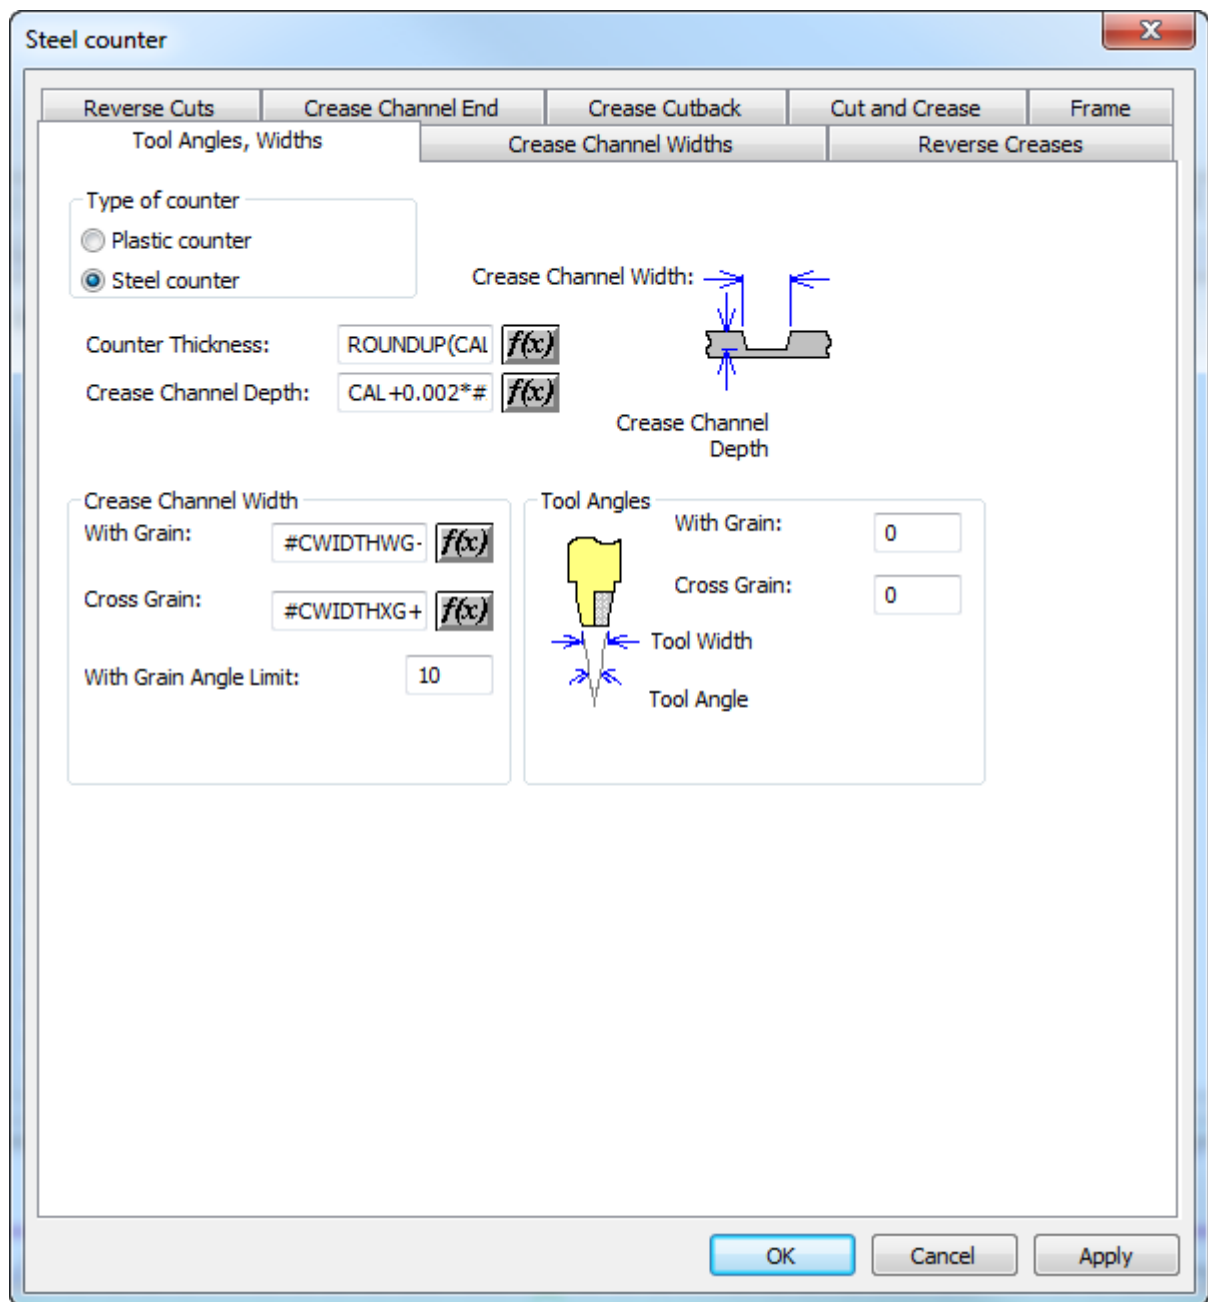 Steel counter
X
Reverse Cuts
Crease Channel End
Crease Cutback
Cut and Crease
Frame
Tool Angles, Widths
Crease Channel Widths
Reverse Creases
Type of counter
Plastic counter
Steel counter
Crease Channel Width:
Counter Thickness:
ROUNDUP(CAL
f(x)
Crease Channel Depth:
CAL+0.002*#
f(x)
Crease Channel
Depth
Crease Channel Width
With Grain:
#CWIDTHWG-
f(x)
Cross Grain:
#CWIDTHXG+
f(x)
With Grain Angle Limit:
10
Tool Angles
With Grain:
0
Cross Grain:
0
Tool Width
Tool Angle
OK
Cancel
Apply